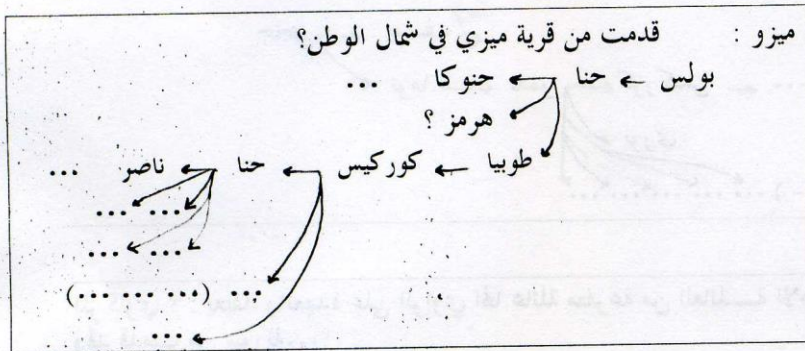 ميزو : قدمت من قرية ميزي في شمال الوطن؟
بولس ← حنا ← حنوكا ...
هرمز ؟
طوبيا ← كوركيس ← حنا ← ناصر ...
... ...
... ...
... (... ... ...)
...